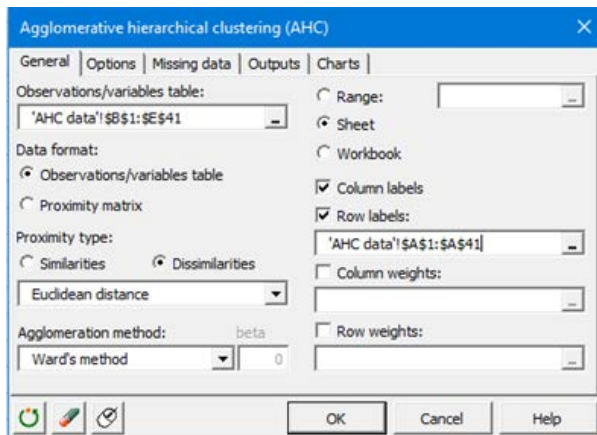 Agglomerative hierarchical clustering (AHC)
General | Options | Missing data | Outputs | Charts |
Observations/variables table:
'AHC data'!$B$1:$E$41
Data format:
Observations/variables table
Proximity matrix
Proximity type:
Similarities Dissimilarities
Euclidean distance
Agglomeration method: beta
Ward's method 0
Range:
Sheet
Workbook
Column labels
Row labels:
'AHC data'!$A$1:$A$41
Column weights:
Row weights:
OK Cancel Help